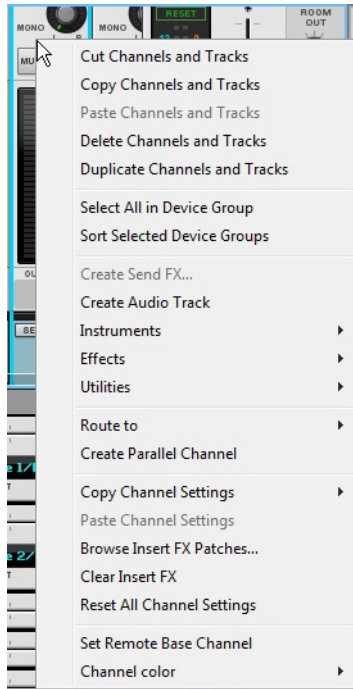 MONO
MONO
RESET
ROOM
OUT
L
R
L
Cut Channels and Tracks
Copy Channels and Tracks
Paste Channels and Tracks
Delete Channels and Tracks
Duplicate Channels and Tracks
Select All in Device Group
Sort Selected Device Groups
Create Send FX...
Create Audio Track
Instruments
Effects
Utilities
Route to
Create Parallel Channel
Copy Channel Settings
Paste Channel Settings
Browse Insert FX Patches...
Clear Insert FX
Reset All Channel Settings
Set Remote Base Channel
Channel color